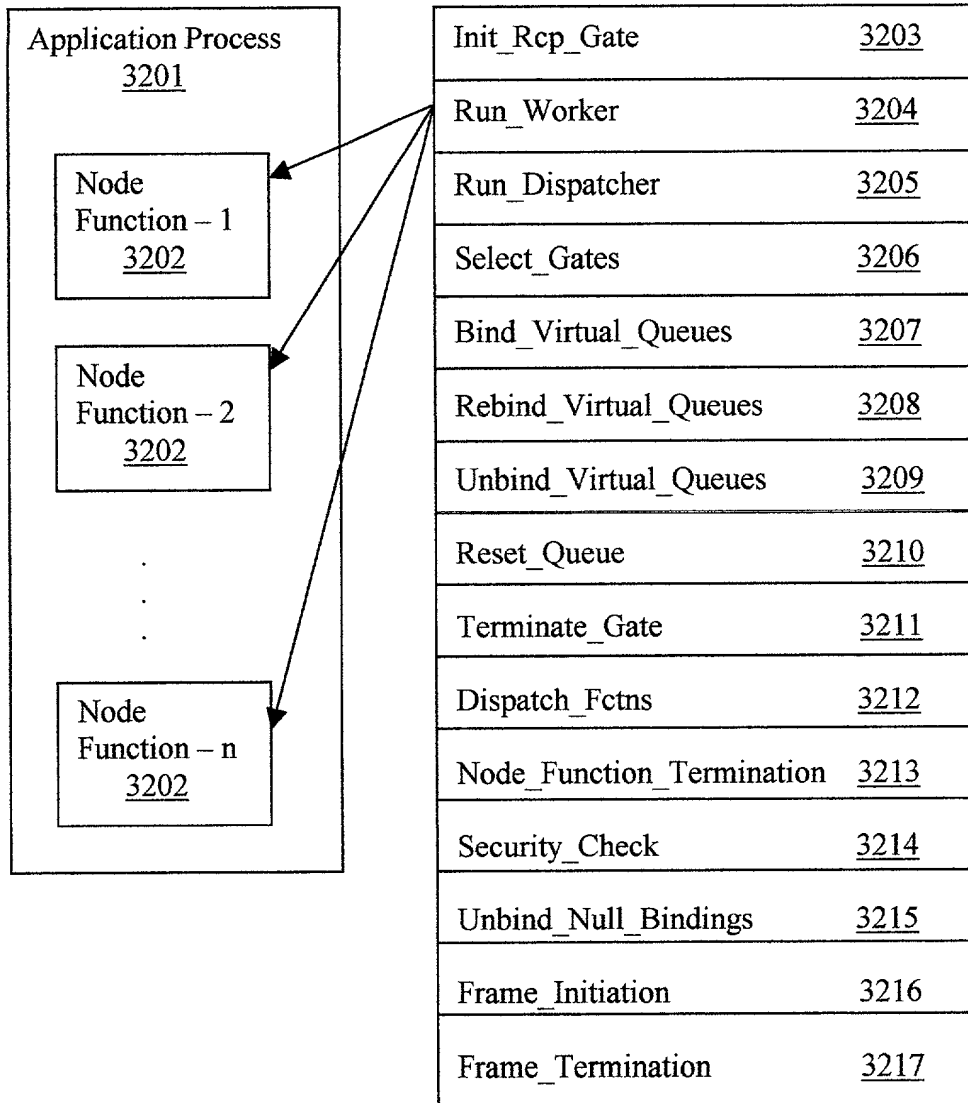 Application Process
3201
Node
Function – 1
3202
Node
Function – 2
3202
.
.
.
Node
Function – n
3202
Init_Rcp_Gate 3203
Run_Worker 3204
Run_Dispatcher 3205
Select_Gates 3206
Bind_Virtual_Queues 3207
Rebind_Virtual_Queues 3208
Unbind_Virtual_Queues 3209
Reset_Queue 3210
Terminate_Gate 3211
Dispatch_Fctns 3212
Node_Function_Termination 3213
Security_Check 3214
Unbind_Null_Bindings 3215
Frame_Initiation 3216
Frame_Termination 3217